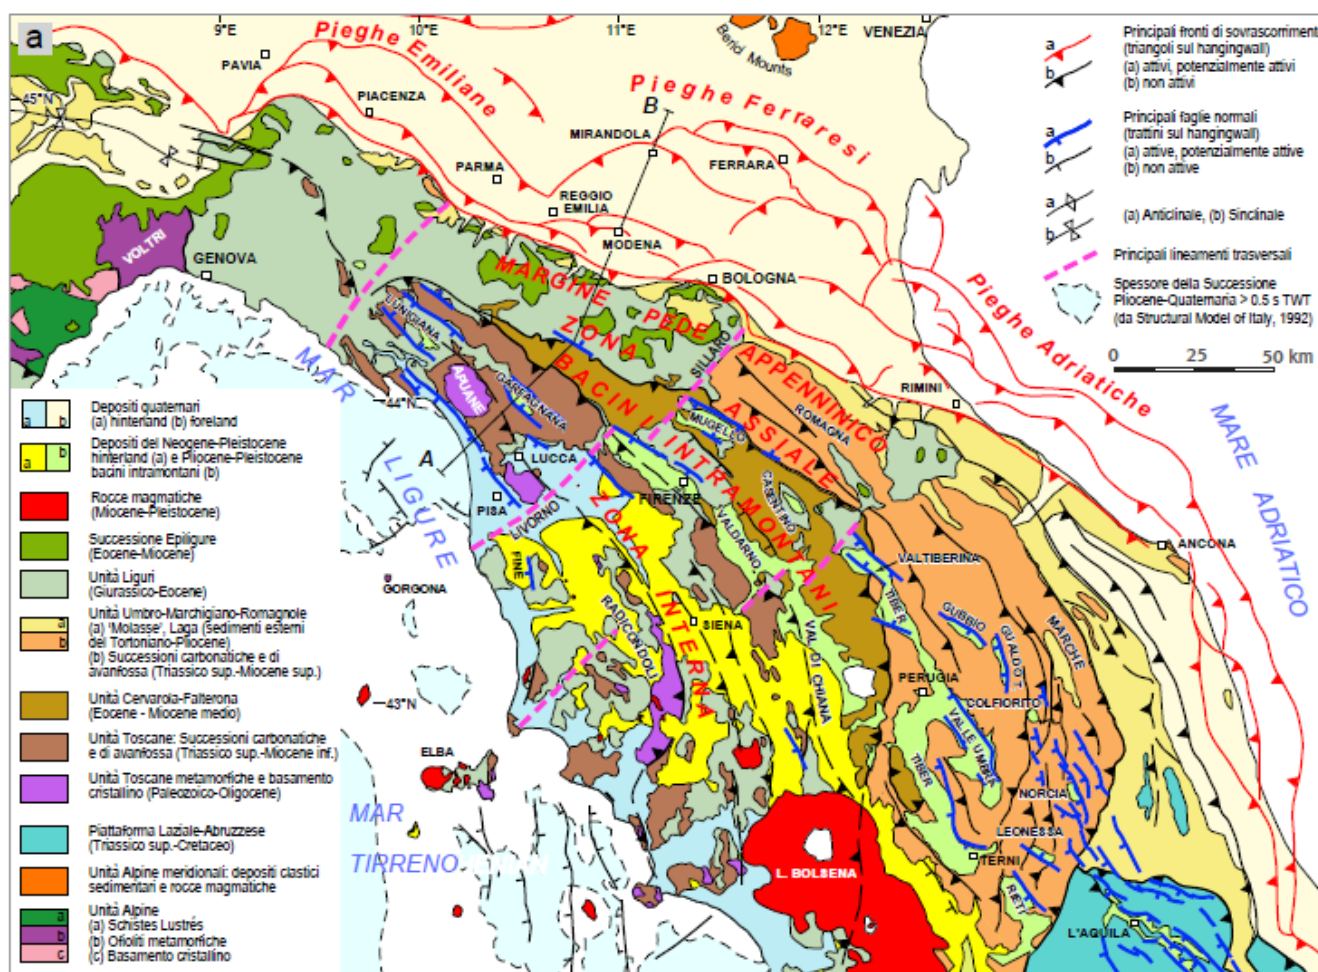 a
9°E
10°E
11°E
12°E
VENEZIA
Berici Mounts
PAVIA
45°N
PIACENZA
Pieghe Emiliane
Pieghe Ferraresi
B
MIRANDOLA
FERRARA
PARMA
REGGIO
EMILIA
MODENA
BOLOGNA
VOLTRI
GENOVA
MARGINE PEDE APPENNINICO
ZONA ASSIALE
BACINI INTRAMONTANI
ZONA INTERNA
Pieghe Adriatiche
SILLARO
LUNIGIANA
APUANE
GARFAGNANA
44°N
A
LUCCA
PISA
LIVORNO
FIRENZE
MUGELLO
CASENTINO
ROMAGNA
RIMINI
MAR LIGURE
MARE ADRIATICO
ANCONA
VALDARNO
VALTIBERINA
TIBER
FINE
GORGONA
RADICONDOLI
SIENA
VAL DI CHIANA
GUBBIO
GUALDO T.
MARCHE
PERUGIA
COLFIORITO
43°N
VALLE UMBRA
TIBER
NORCIA
ELBA
LEONESSA
TERNI
RIETI
L'AQUILA
L. BOLSENA
MAR
TIRRENO
Principali fronti di sovrascorriment
(triangoli sul hangingwall)
a
(a) attivi, potenzialmente attivi
b
(b) non attivi
Principali faglie normali
(trattini sul hangingwall)
a
(a) attive, potenzialmente attive
b
(b) non attive
a
b
(a) Anticlinale, (b) Sinclinale
Principali lineamenti trasversali
Spessore della Successione
Pliocene-Quaternaria > 0.5 s TWT
(da Structural Model of Italy, 1992)
0 25 50 km
a b
Depositi quaternari
(a) hinterland (b) foreland
a b
Depositi del Neogene-Pleistocene
hinterland (a) e Pliocene-Pleistocene
bacini intramontani (b)
Rocce magmatiche
(Miocene-Pleistocene)
Successione Epiligure
(Eocene-Miocene)
Unità Liguri
(Giurassico-Eocene)
Unità Umbro-Marchigiano-Romagnole
a
(a) 'Molasse', Laga (sedimenti esterni
del Tortoniano-Pliocene)
b
(b) Successioni carbonatiche e di
avanfossa (Triassico sup.-Miocene sup.)
Unità Cervarola-Falterona
(Eocene - Miocene medio)
Unità Toscane: Successioni carbonatiche
e di avanfossa (Triassico sup.-Miocene inf.)
Unità Toscane metamorfiche e basamento
cristallino (Paleozoico-Oligocene)
Piattaforma Laziale-Abruzzese
(Triassico sup.-Cretaceo)
Unità Alpine meridionali: depositi clastici
sedimentari e rocce magmatiche
Unità Alpine
a
(a) Schistes Lustrés
b
(b) Ofioliti metamorfiche
c
(c) Basamento cristallino